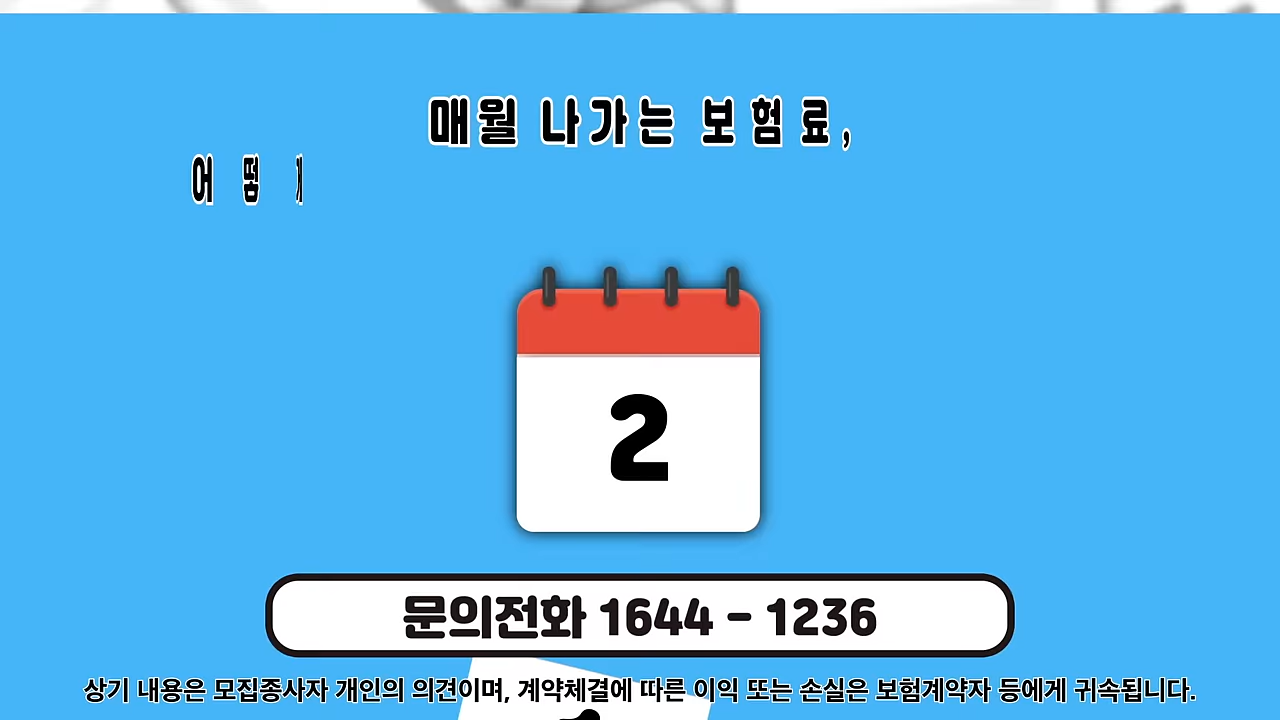 매월 나가는 보험료,
어떻
2
문의전화 1644 - 1236
상기 내용은 모집종사자 개인의 의견이며, 계약체결에 따른 이익 또는 손실은 보험계약자 등에게 귀속됩니다.